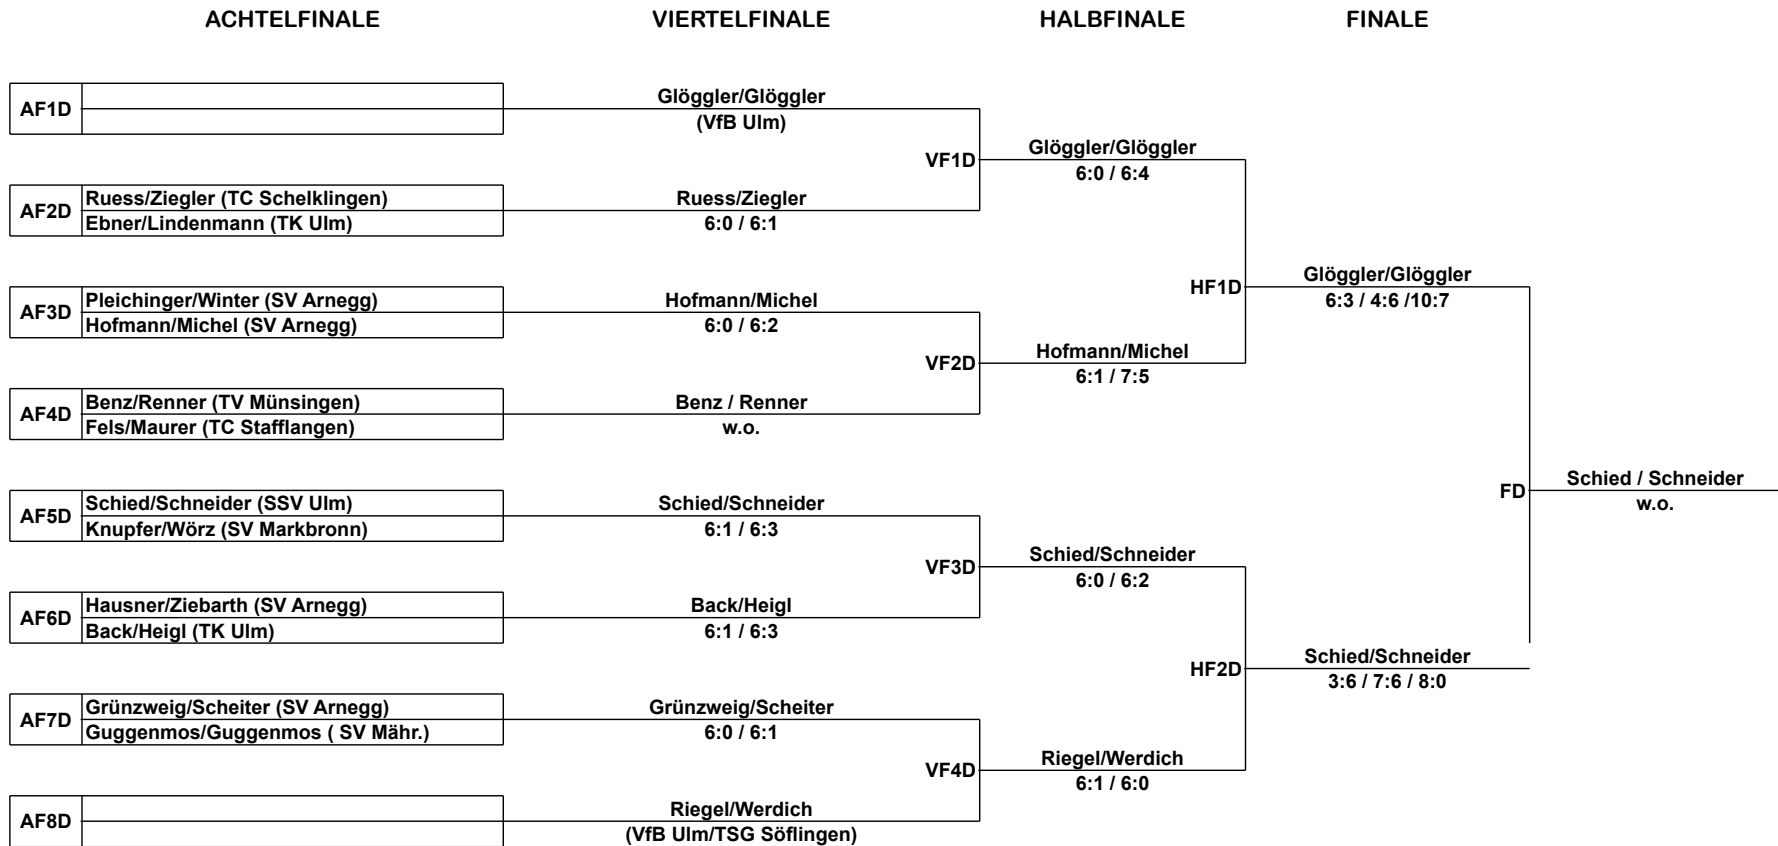 ACHTELFINALE
VIERTELFINALE
HALBFINALE
FINALE
AF1D
Glöggler/Glöggler
(VfB Ulm)
VF1D
Glöggler/Glöggler
6:0 / 6:4
AF2D
Ruess/Ziegler (TC Schelklingen)
Ebner/Lindenmann (TK Ulm)
Ruess/Ziegler
6:0 / 6:1
HF1D
Glöggler/Glöggler
6:3 / 4:6 /10:7
AF3D
Pleichinger/Winter (SV Arnegg)
Hofmann/Michel (SV Arnegg)
Hofmann/Michel
6:0 / 6:2
VF2D
Hofmann/Michel
6:1 / 7:5
AF4D
Benz/Renner (TV Münsingen)
Fels/Maurer (TC Stafflangen)
Benz / Renner
w.o.
FD
Schied / Schneider
w.o.
AF5D
Schied/Schneider (SSV Ulm)
Knupfer/Wörz (SV Markbronn)
Schied/Schneider
6:1 / 6:3
VF3D
Schied/Schneider
6:0 / 6:2
AF6D
Hausner/Ziebarth (SV Arnegg)
Back/Heigl (TK Ulm)
Back/Heigl
6:1 / 6:3
HF2D
Schied/Schneider
3:6 / 7:6 / 8:0
AF7D
Grünzweig/Scheiter (SV Arnegg)
Guggenmos/Guggenmos ( SV Mähr.)
Grünzweig/Scheiter
6:0 / 6:1
VF4D
Riegel/Werdich
6:1 / 6:0
AF8D
Riegel/Werdich
(VfB Ulm/TSG Söflingen)